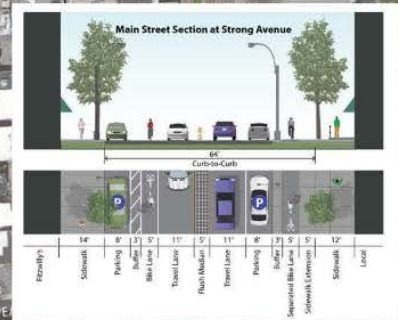 Main Street Section at Strong Avenue
64'
Curb-to-Curb
P
P
14'
8'
3'
5'
11'
5'
11'
8'
3'
5'
5'
12'
Fitzwilly's
Sidewalk
Parking
Buffer
Bike Lane
Travel Lane
Flush Median
Travel Lane
Parking
Buffer
Separated Bike Lane
Sidewalk Extension
Sidewalk
Local